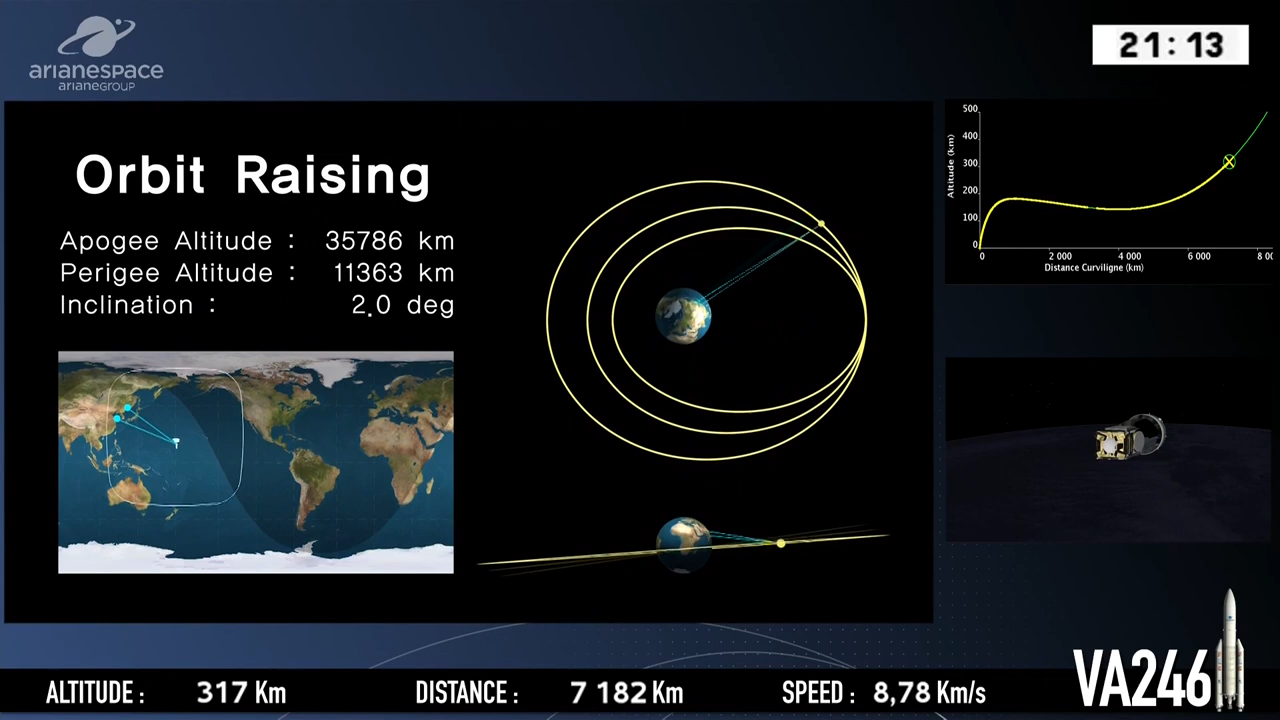 arianespace
arianeGROUP
21:13
Orbit Raising
Apogee Altitude : 35786 km
Perigee Altitude : 11363 km
Inclination : 2.0 deg
Altitude (km)
500
400
300
200
100
0
0 2 000 4 000 6 000 8 00
Distance Curviligne (km)
VA246
ALTITUDE : 317 Km DISTANCE : 7 182 Km SPEED : 8,78 Km/s